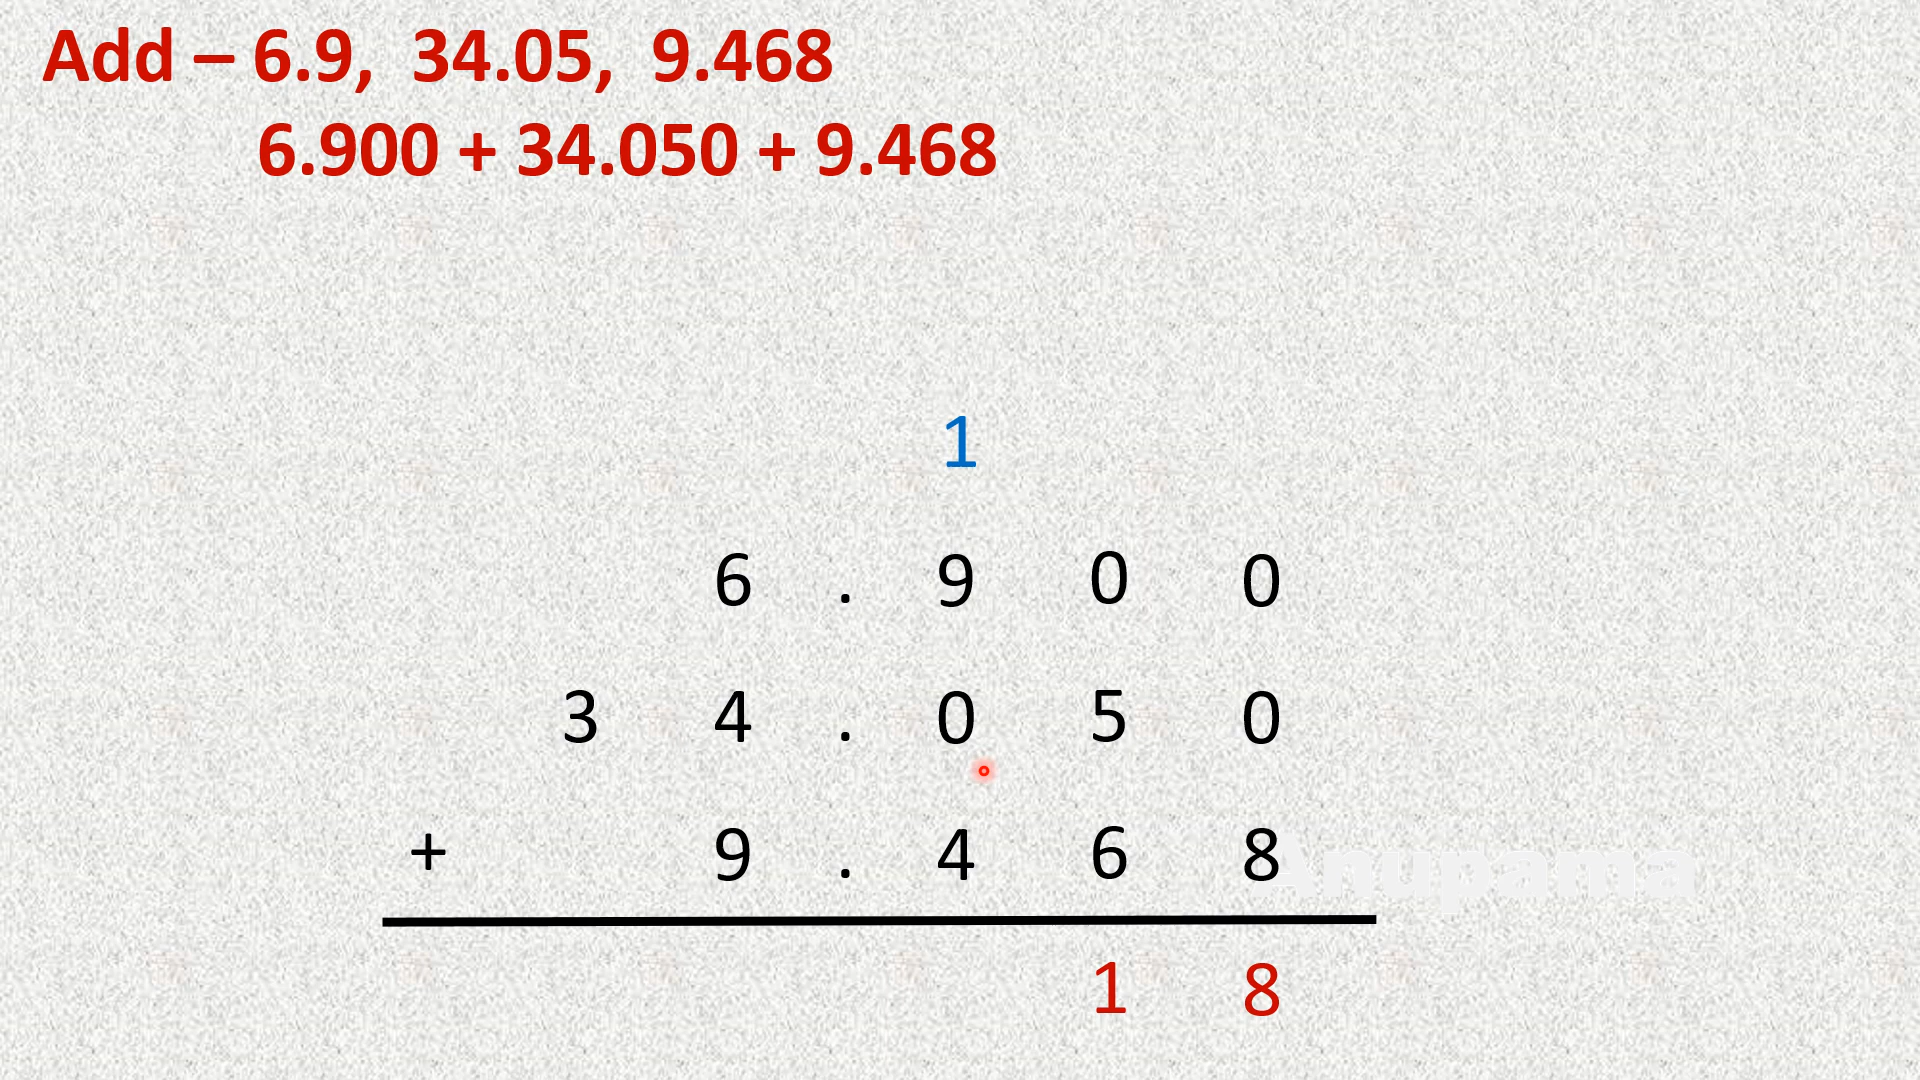 Add – 6.9, 34.05, 9.468
6.900 + 34.050 + 9.468
1
6 . 9 0 0
3 4 . 0 5 0
+ 9 . 4 6 8
Anupama
1 8